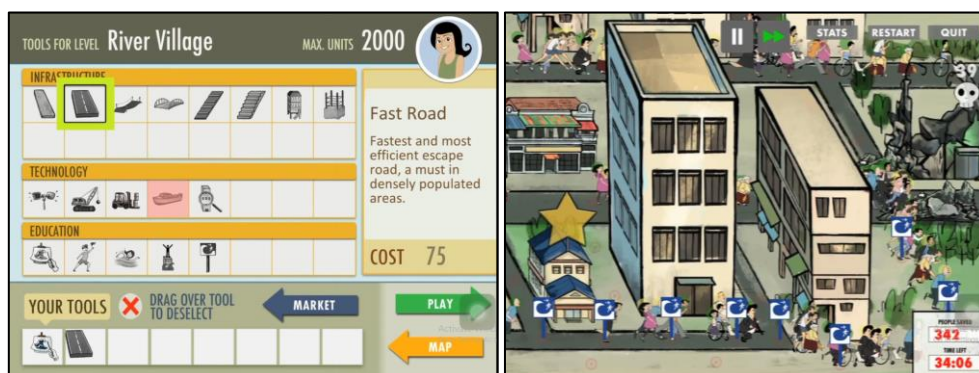 TOOLS FOR LEVEL River Village MAX. UNITS 2000
INFRASTRUCTURE
TECHNOLOGY
EDUCATION
Fast Road
Fastest and most
efficient escape
road, a must in
densely populated
areas.
COST 75
YOUR TOOLS
DRAG OVER TOOL
TO DESELECT
MARKET
PLAY
MAP
STATS RESTART QUIT
PEOPLE SAVED
342
TIME LEFT
34:06